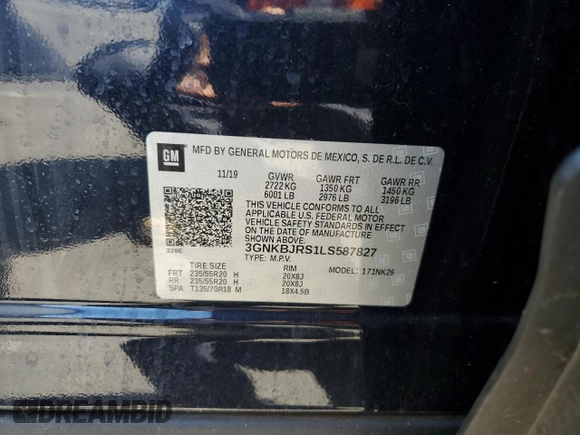 GM
MFD BY GENERAL MOTORS DE MEXICO, S. DE R.L. DE C.V.
11/19 GVWR GAWR FRT GAWR RR
2722 KG 1350 KG 1450 KG
6001 LB 2976 LB 3196 LB
THIS VEHICLE CONFORMS TO ALL
APPLICABLE U.S. FEDERAL MOTOR
VEHICLE SAFETY STANDARDS IN EFFECT
ON THE DATE OF MANUFACTURE SHOWN ABOVE.
3GNKBJRS1LS587827
TYPE: M.P.V. MODEL: 171NK26
TIRE SIZE RIM
FRT 235/55R20 H 20X8J
RR 235/55R20 H 20X8J
SPA T135/70R18 M 18X4.5B
DREAMBID